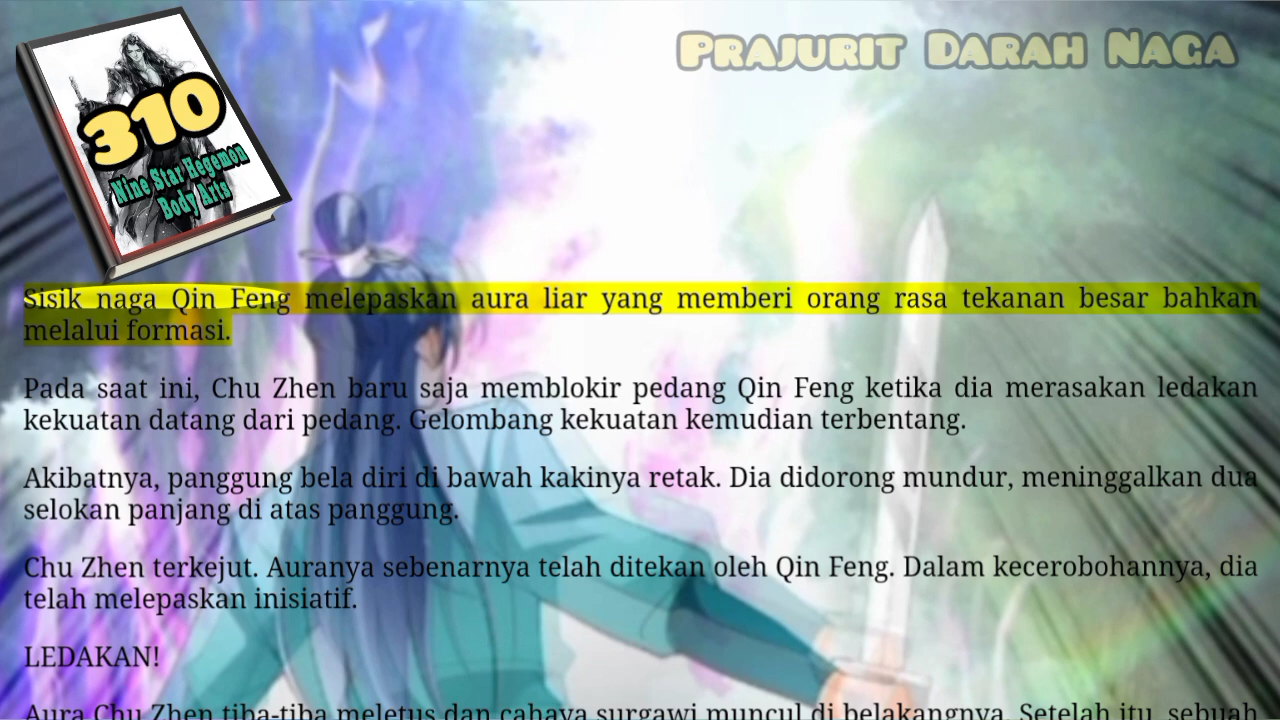 Prajurit Darah Naga
310
Nine Star Hegemon
Body Arts
Sisik naga Qin Feng melepaskan aura liar yang memberi orang rasa tekanan besar bahkan
melalui formasi.
Pada saat ini, Chu Zhen baru saja memblokir pedang Qin Feng ketika dia merasakan ledakan
kekuatan datang dari pedang. Gelombang kekuatan kemudian terbentang.
Akibatnya, panggung bela diri di bawah kakinya retak. Dia didorong mundur, meninggalkan dua
selokan panjang di atas panggung.
Chu Zhen terkejut. Auranya sebenarnya telah ditekan oleh Qin Feng. Dalam kecerobohannya, dia
telah melepaskan inisiatif.
LEDAKAN!
Aura Chu Zhen tiba-tiba meletus dan cahaya surgawi muncul di belakangnya. Setelah itu, sebuah